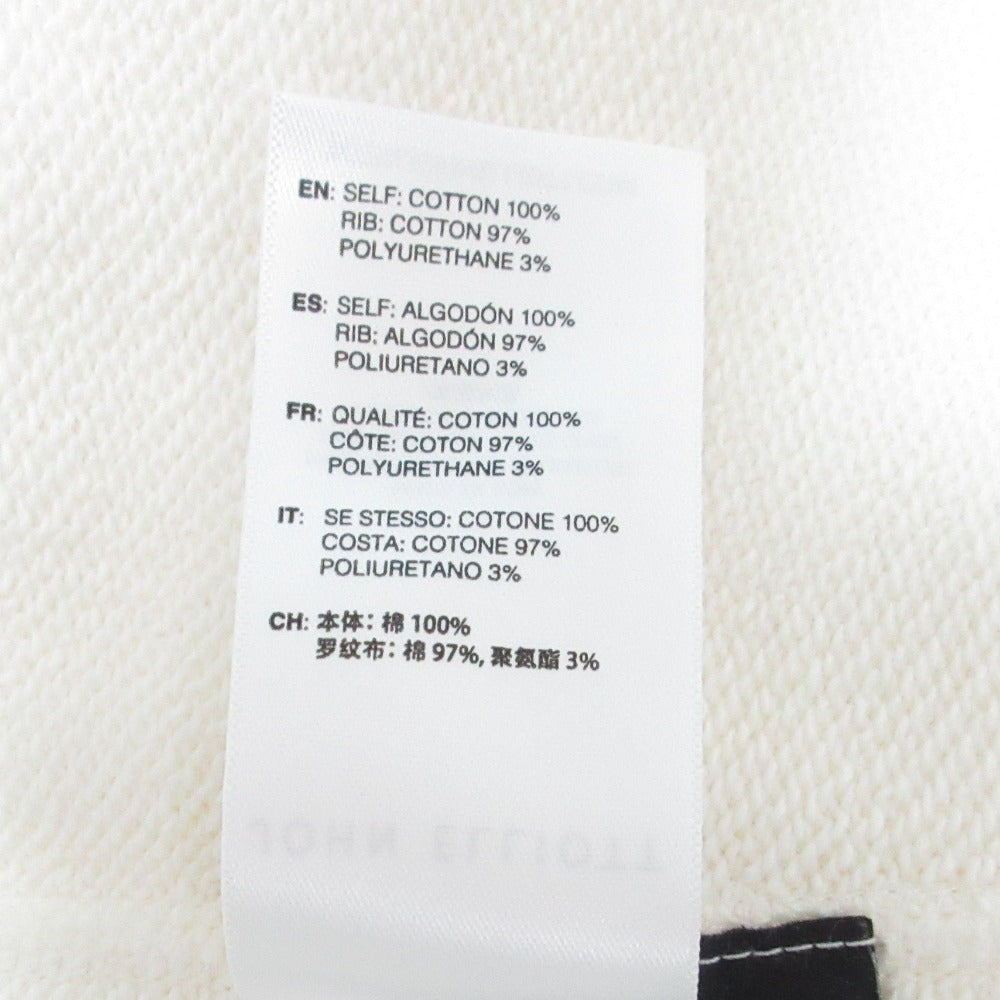 EN: SELF: COTTON 100%
RIB: COTTON 97%
POLYURETHANE 3%
ES: SELF: ALGODÓN 100%
RIB: ALGODÓN 97%
POLIURETANO 3%
FR: QUALITÉ: COTON 100%
CÔTE: COTON 97%
POLYURETHANE 3%
IT: SE STESSO: COTONE 100%
COSTA: COTONE 97%
POLIURETANO 3%
CH: 本体: 棉 100%
罗纹布: 棉 97%, 聚氨酯 3%
JOHN ELLIOTT